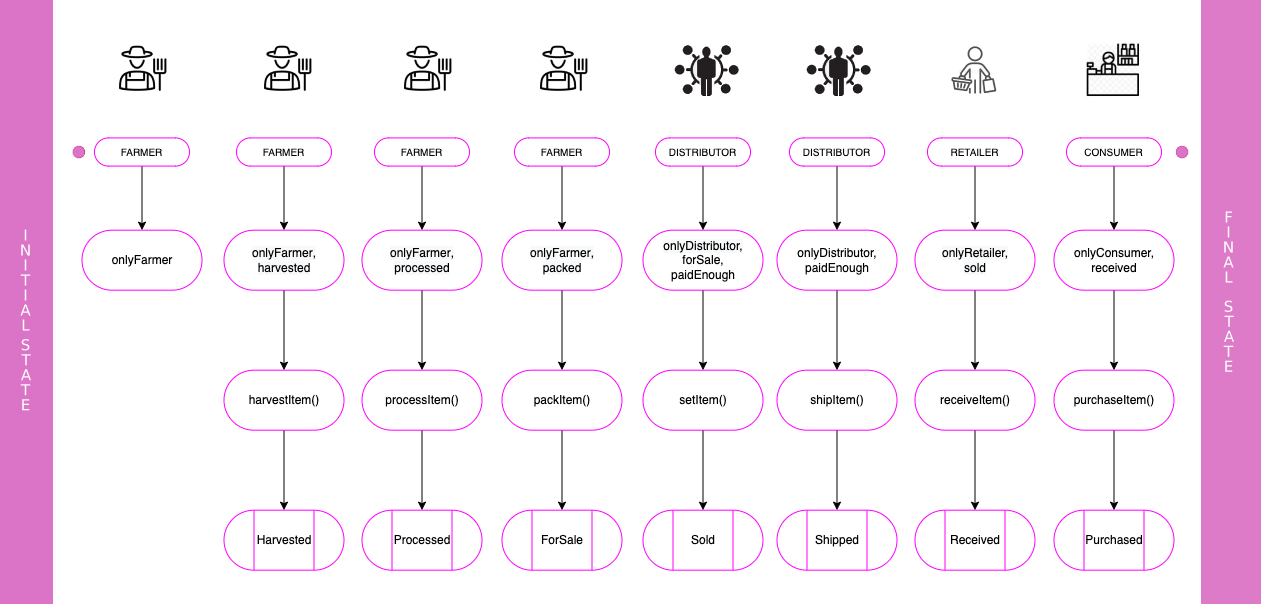 INITIAL STATE
FARMER
FARMER
FARMER
FARMER
DISTRIBUTOR
DISTRIBUTOR
RETAILER
CONSUMER
onlyFarmer
onlyFarmer,
harvested
onlyFarmer,
processed
onlyFarmer,
packed
onlyDistributor,
forSale,
paidEnough
onlyDistributor,
paidEnough
onlyRetailer,
sold
onlyConsumer,
received
harvestItem()
processItem()
packItem()
setItem()
shipItem()
receiveItem()
purchaseItem()
Harvested
Processed
ForSale
Sold
Shipped
Received
Purchased
FINAL STATE